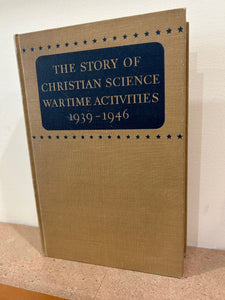 THE STORY OF
CHRISTIAN SCIENCE
WARTIME ACTIVITIES
1939-1946